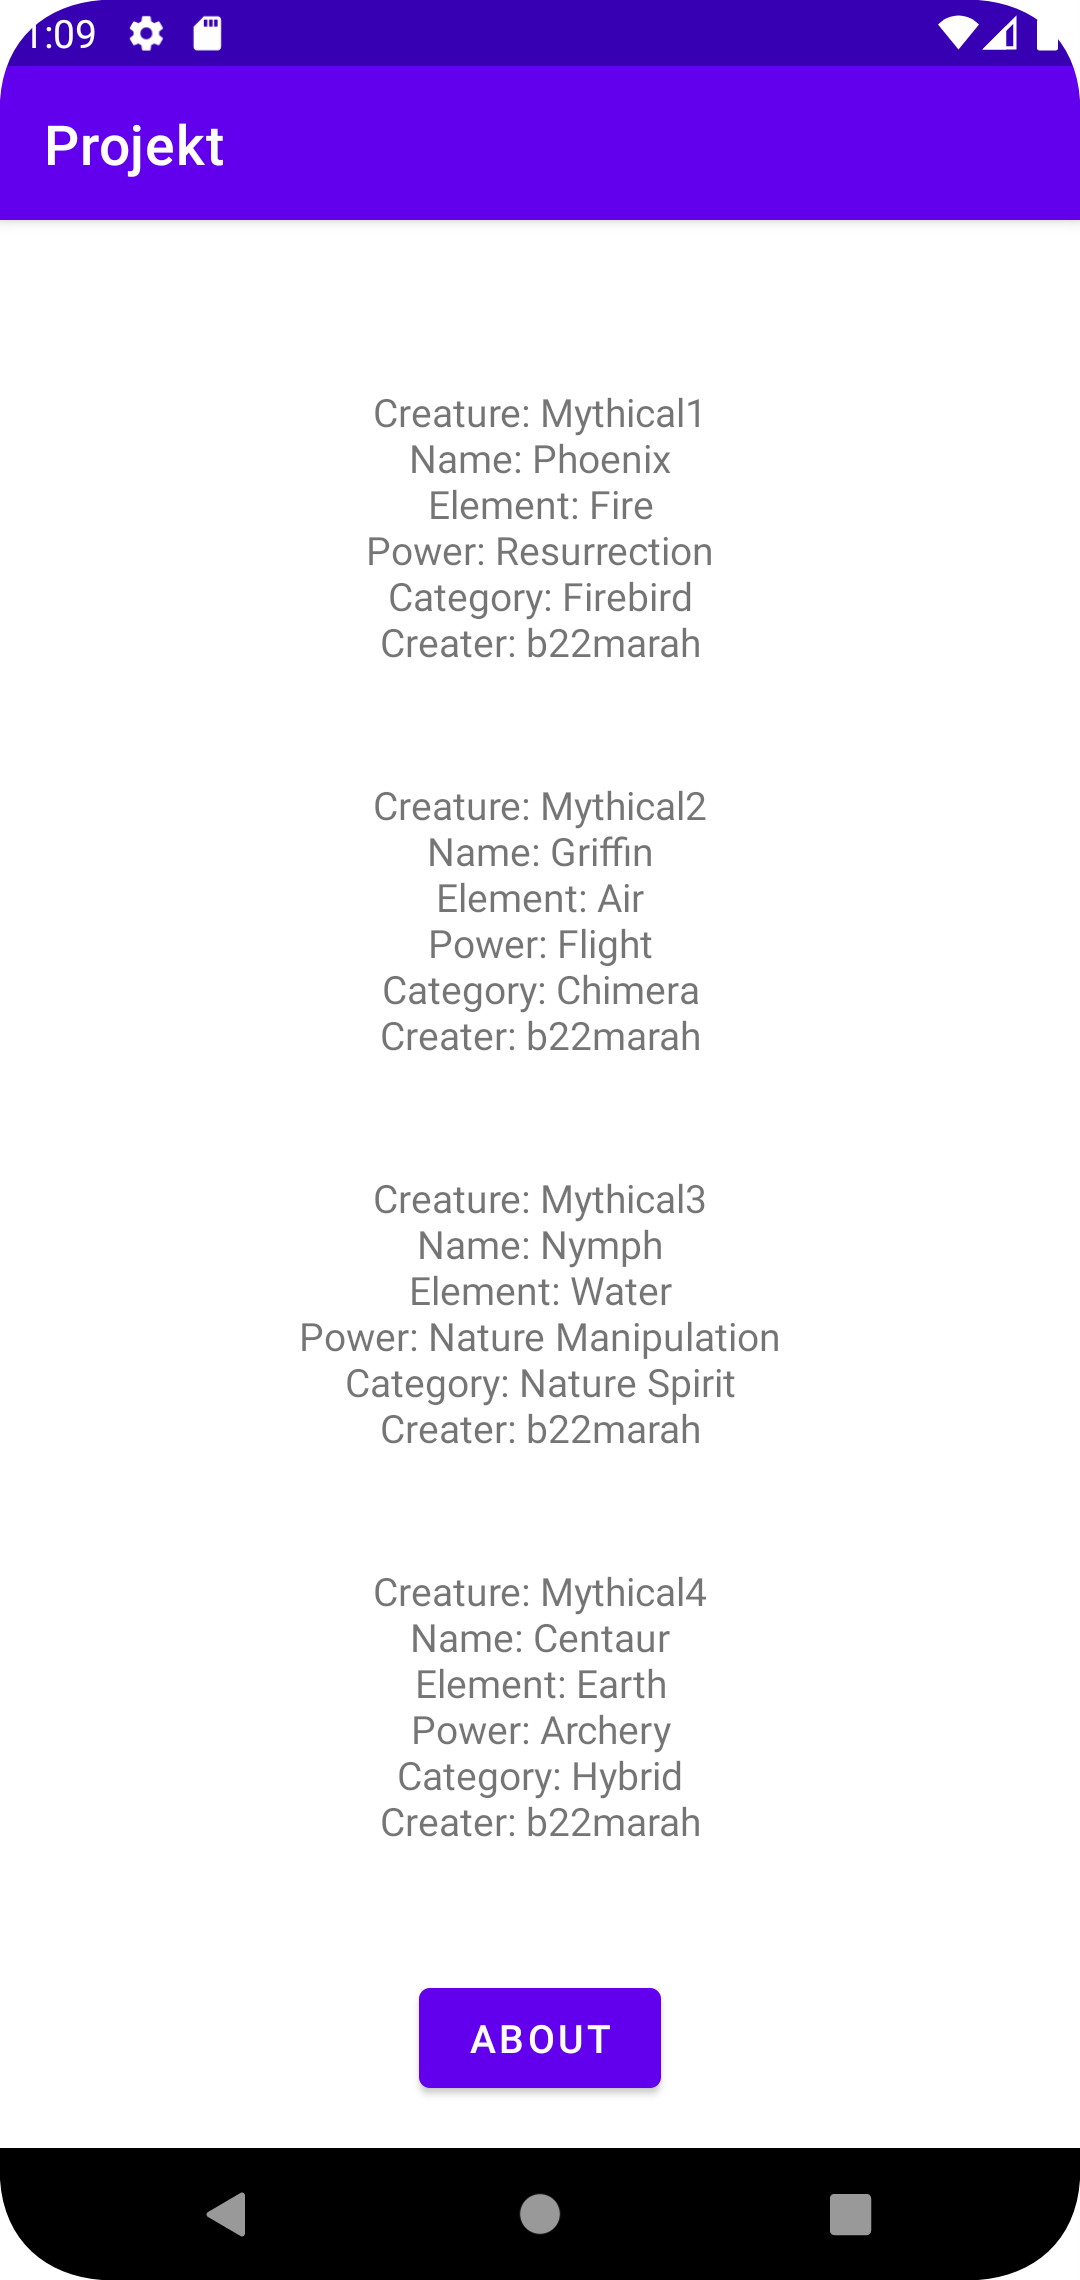 1:09
Projekt
Creature: Mythical1
Name: Phoenix
Element: Fire
Power: Resurrection
Category: Firebird
Creater: b22marah
Creature: Mythical2
Name: Griffin
Element: Air
Power: Flight
Category: Chimera
Creater: b22marah
Creature: Mythical3
Name: Nymph
Element: Water
Power: Nature Manipulation
Category: Nature Spirit
Creater: b22marah
Creature: Mythical4
Name: Centaur
Element: Earth
Power: Archery
Category: Hybrid
Creater: b22marah
ABOUT